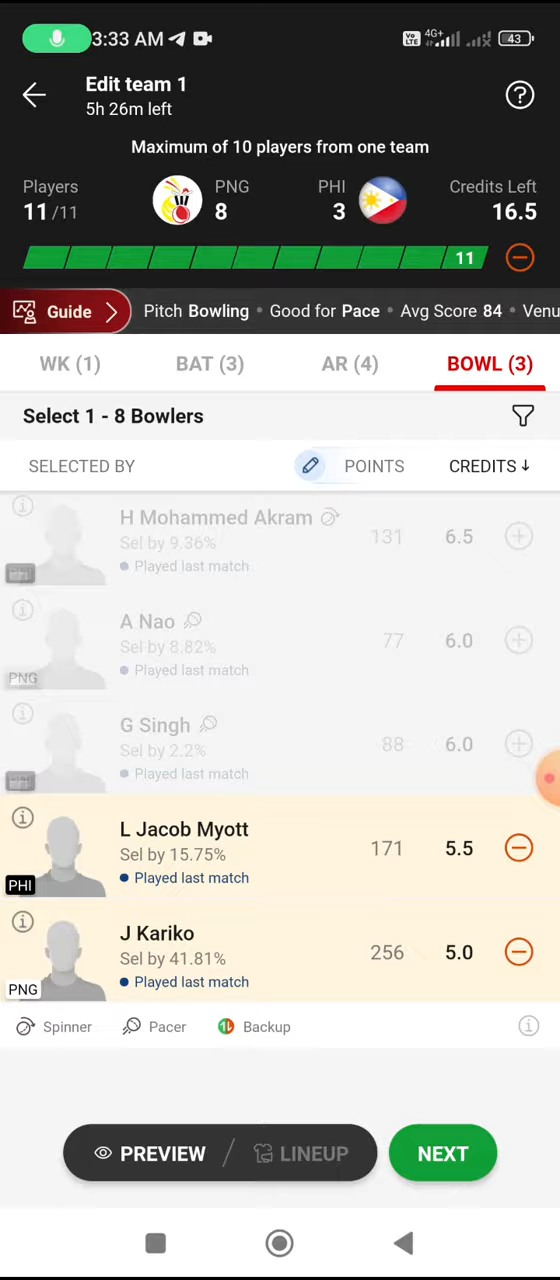 3:33 AM
Vo LTE 4G+ 43
Edit team 1
5h 26m left
Maximum of 10 players from one team
Players PNG PHI Credits Left
11/11 8 3 16.5
11
Guide Pitch Bowling • Good for Pace • Avg Score 84 • Venu
WK (1) BAT (3) AR (4) BOWL (3)
Select 1 - 8 Bowlers
SELECTED BY POINTS CREDITS↓
H Mohammed Akram 131 6.5
Sel by 9.36%
Played last match
PHI
A Nao 77 6.0
Sel by 8.82%
Played last match
PNG
G Singh 88 6.0
Sel by 2.2%
Played last match
PHI
L Jacob Myott 171 5.5
Sel by 15.75%
Played last match
PHI
J Kariko 256 5.0
Sel by 41.81%
Played last match
PNG
Spinner Pacer Backup
PREVIEW / LINEUP NEXT